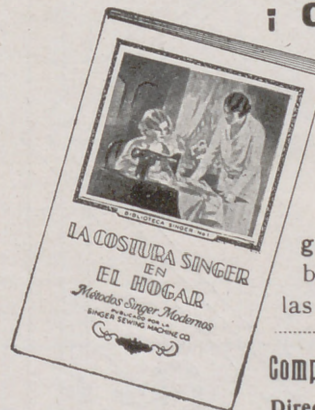 ¡ C
BIBLIOTECA SINGER No 1
LA COSTURA SINGER
EN
EL HOGAR
Métodos Singer Modernos
PUBLICADO POR LA
SINGER SEWING MACHINE CO.
g
b
las
Comp
Direc